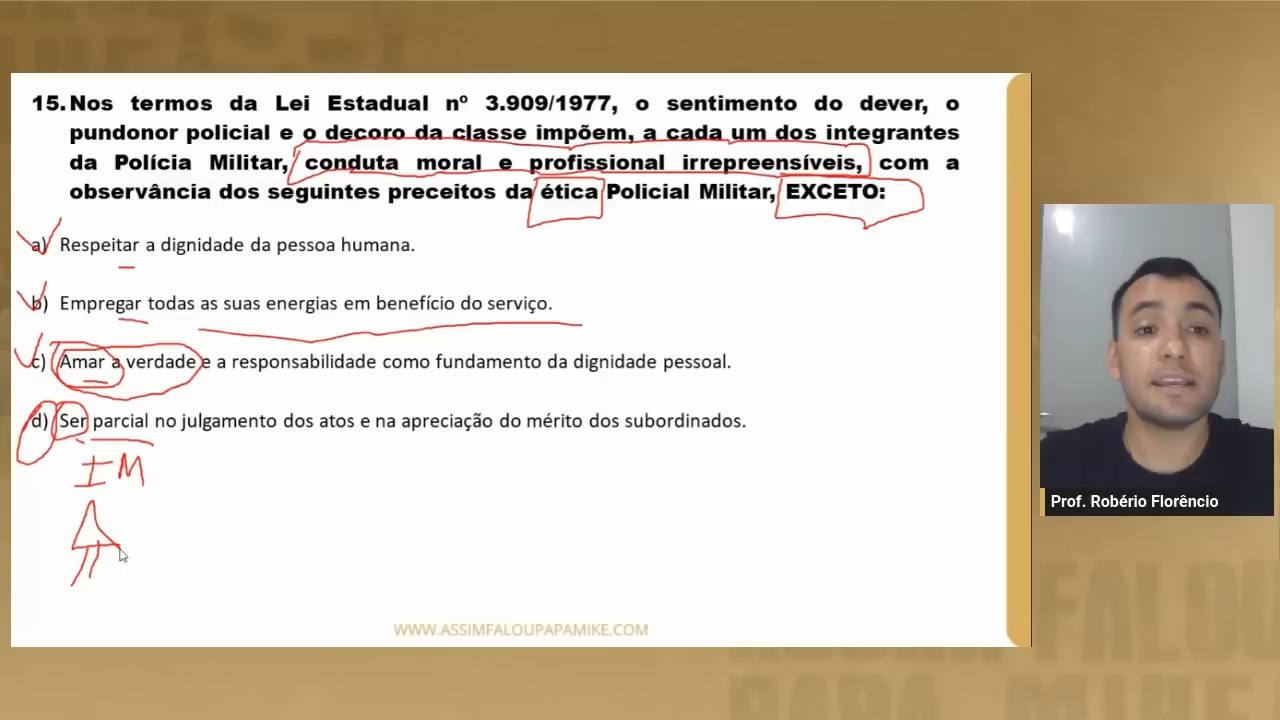 15. Nos termos da Lei Estadual nº 3.909/1977, o sentimento do dever, o
pundonor policial e o decoro da classe impõem, a cada um dos integrantes
da Polícia Militar, conduta moral e profissional irrepreensíveis, com a
observância dos seguintes preceitos da ética Policial Militar, EXCETO:
a) Respeitar a dignidade da pessoa humana.
b) Empregar todas as suas energias em benefício do serviço.
c) Amar a verdade e a responsabilidade como fundamento da dignidade pessoal.
d) Ser parcial no julgamento dos atos e na apreciação do mérito dos subordinados.
IM
WWW.ASSIMFALOUPAPAMIKE.COM
Prof. Robério Florêncio
FALOU